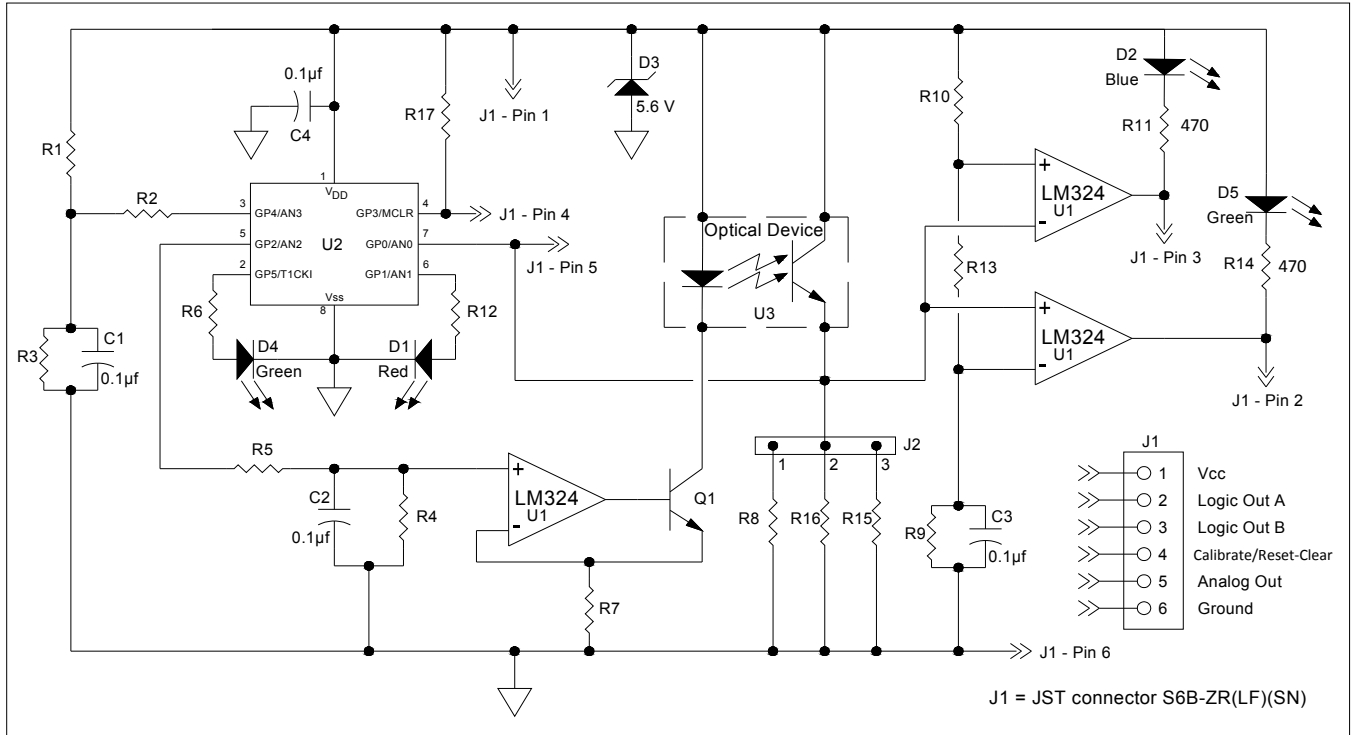 D3
5.6 V
D2
Blue
0.1µf
C4
R17
J1 - Pin 1
R10
R11
470
R1
R2
1
VDD
3
GP4/AN3
GP3/MCLR
4
J1 - Pin 4
5
GP2/AN2
U2
GP0/AN0
7
J1 - Pin 5
2
GP5/T1CKI
GP1/AN1
6
Vss
8
Optical Device
U3
+
LM324
U1
-
J1 - Pin 3
D5
Green
R14
470
R13
R6
R12
D4
Green
D1
Red
R3
C1
0.1µf
+
LM324
U1
-
J1 - Pin 2
R5
C2
0.1µf
R4
+
LM324
U1
-
Q1
R7
J2
1
2
3
R8
R16
R15
R9
C3
0.1µf
J1
1 Vcc
2 Logic Out A
3 Logic Out B
4 Calibrate/Reset-Clear
5 Analog Out
6 Ground
J1 - Pin 6
J1 = JST connector S6B-ZR(LF)(SN)